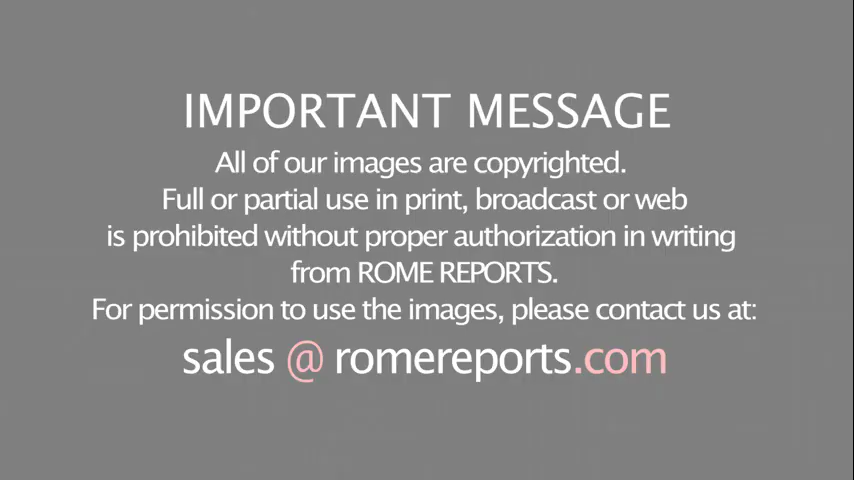 IMPORTANT MESSAGE
All of our images are copyrighted.
Full or partial use in print, broadcast or web
is prohibited without proper authorization in writing
from ROME REPORTS.
For permission to use the images, please contact us at:
sales @ romereports.com